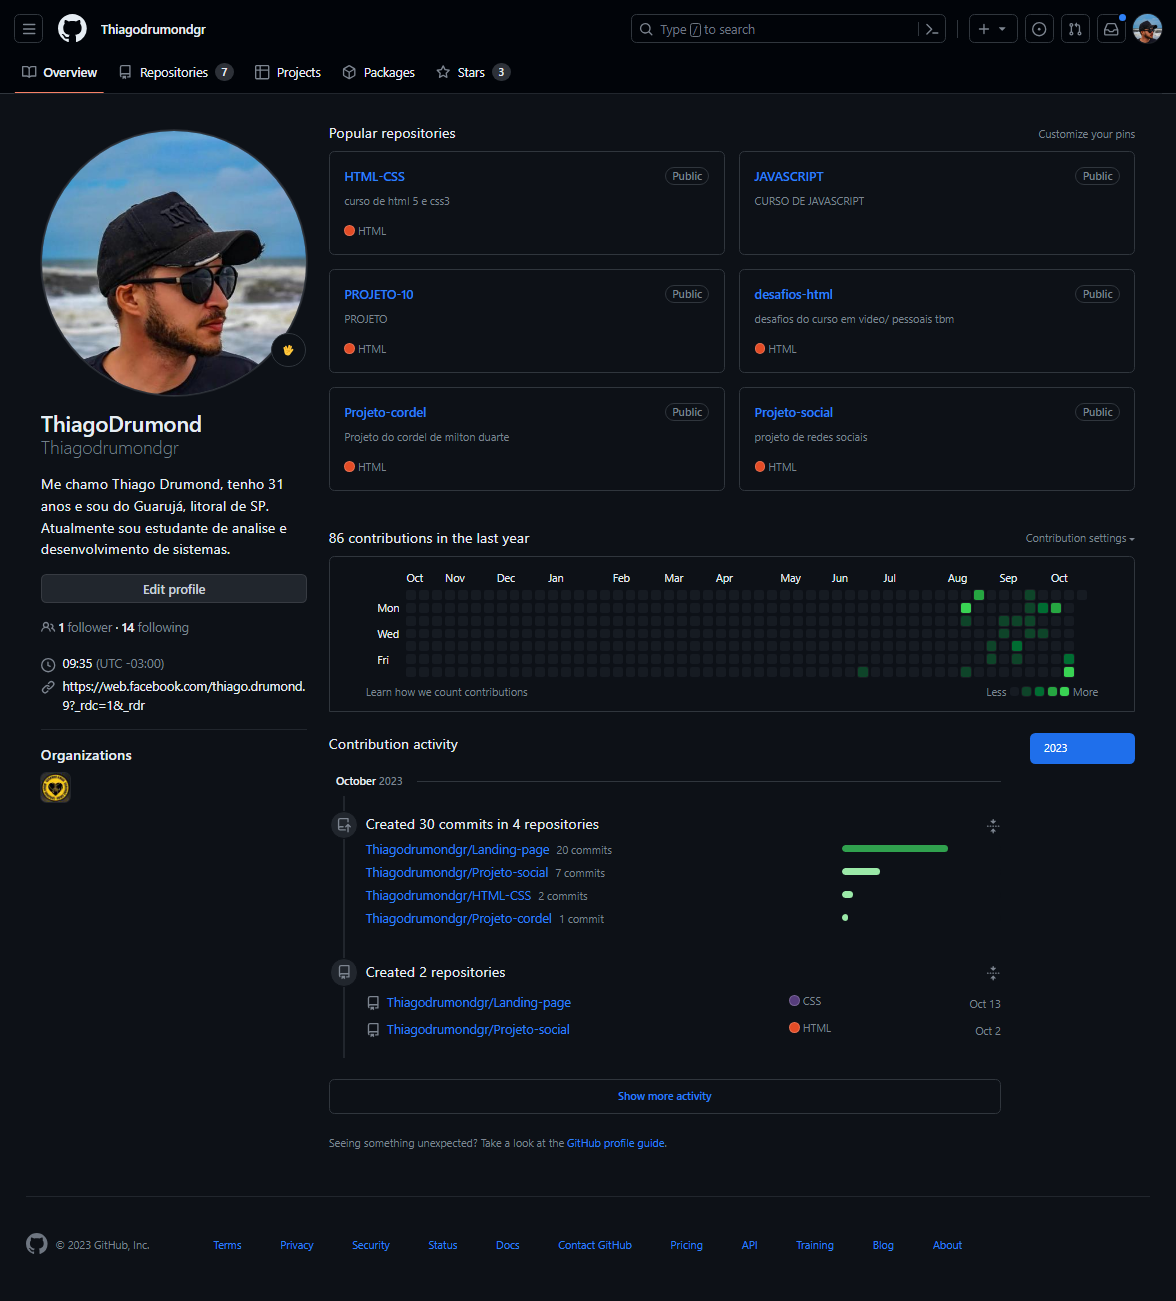 Thiagodrumondgr
Type / to search
Overview
Repositories 7
Projects
Packages
Stars 3
ThiagoDrumond
Thiagodrumondgr
Me chamo Thiago Drumond, tenho 31
anos e sou do Guarujá, litoral de SP.
Atualmente sou estudante de analise e
desenvolvimento de sistemas.
Edit profile
1 follower · 14 following
09:35 (UTC -03:00)
https://web.facebook.com/thiago.drumond.
9?_rdc=1&_rdr
Organizations
Popular repositories
Customize your pins
HTML-CSS
Public
curso de html 5 e css3
HTML
JAVASCRIPT
Public
CURSO DE JAVASCRIPT
PROJETO-10
Public
PROJETO
HTML
desafios-html
Public
desafios do curso em video/ pessoais tbm
HTML
Projeto-cordel
Public
Projeto do cordel de milton duarte
HTML
Projeto-social
Public
projeto de redes sociais
HTML
86 contributions in the last year
Contribution settings
Oct Nov Dec Jan Feb Mar Apr May Jun Jul Aug Sep Oct
Mon
Wed
Fri
Learn how we count contributions
Less
More
Contribution activity
2023
October 2023
Created 30 commits in 4 repositories
Thiagodrumondgr/Landing-page 20 commits
Thiagodrumondgr/Projeto-social 7 commits
Thiagodrumondgr/HTML-CSS 2 commits
Thiagodrumondgr/Projeto-cordel 1 commit
Created 2 repositories
Thiagodrumondgr/Landing-page
CSS
Oct 13
Thiagodrumondgr/Projeto-social
HTML
Oct 2
Show more activity
Seeing something unexpected? Take a look at the GitHub profile guide.
© 2023 GitHub, Inc.
Terms
Privacy
Security
Status
Docs
Contact GitHub
Pricing
API
Training
Blog
About